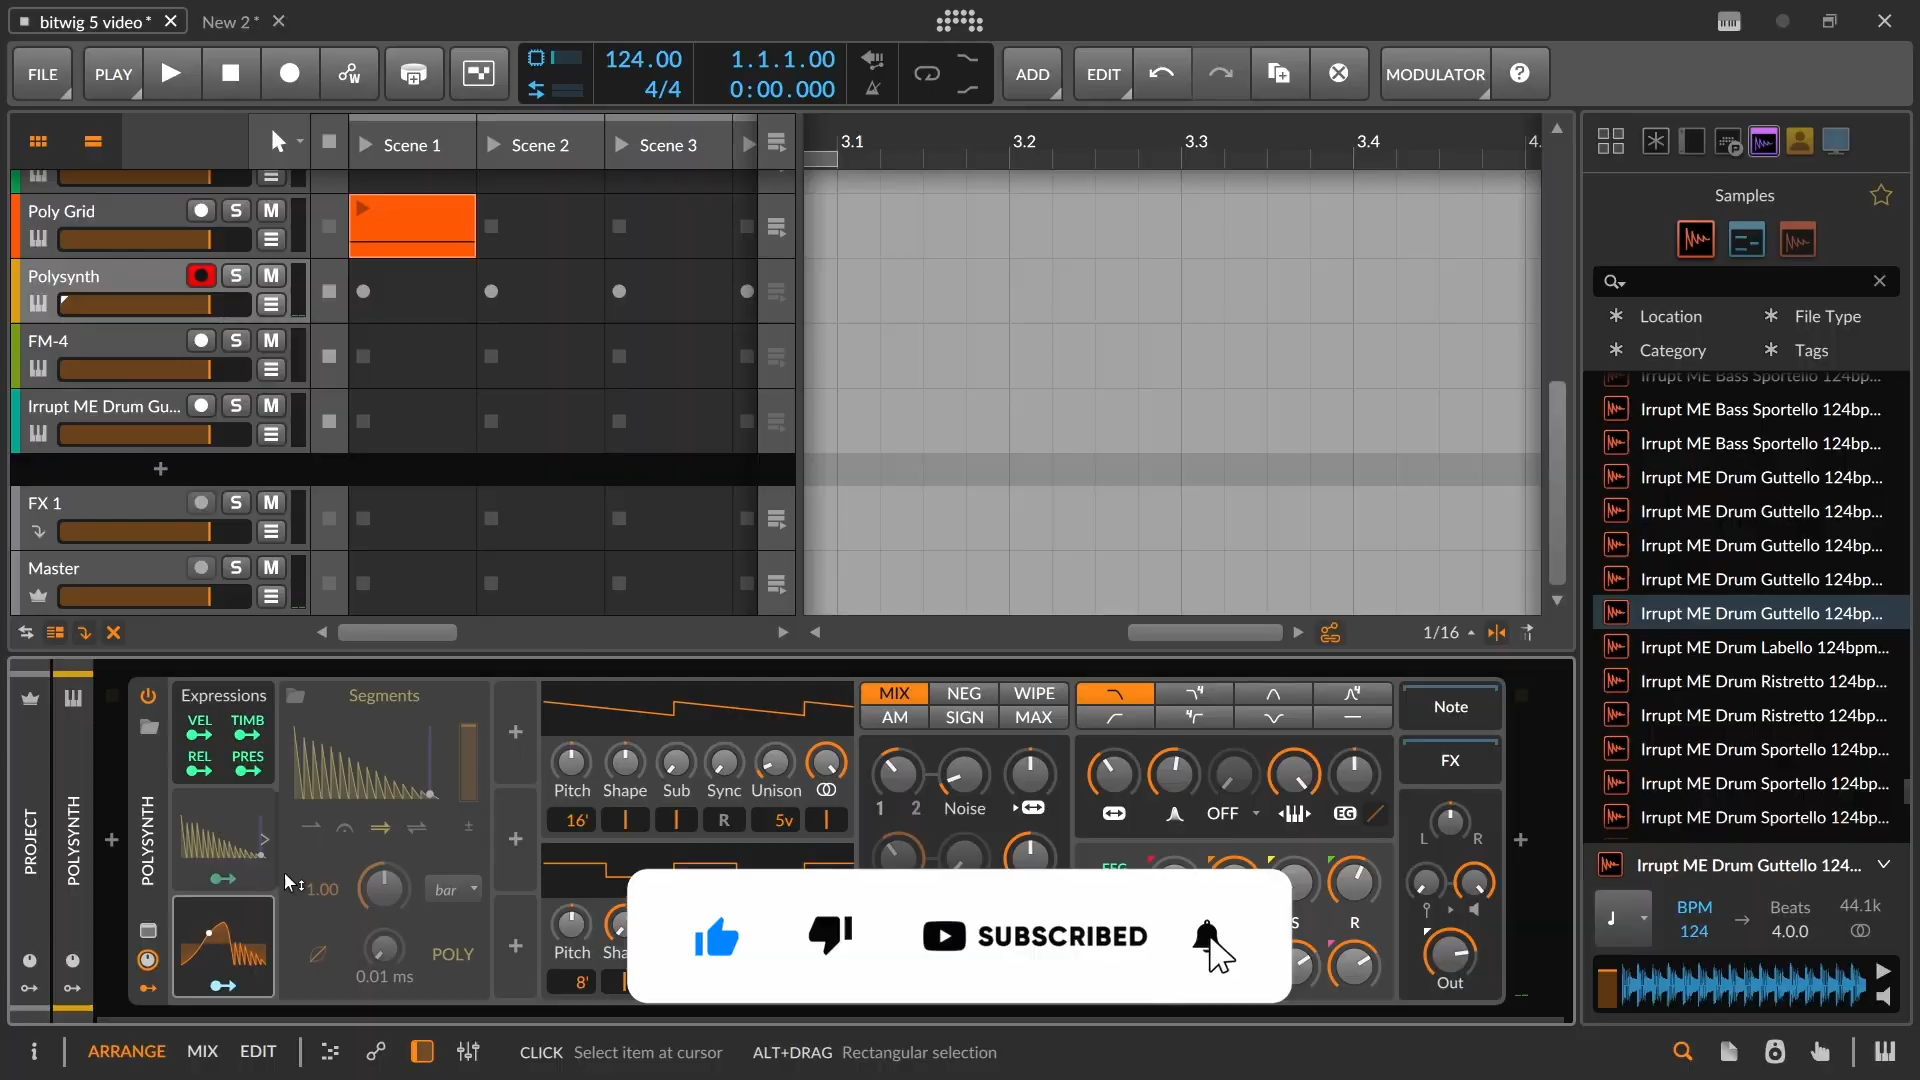 bitwig 5 video*
New 2*
FILE
PLAY
124.00
4/4
1.1.1.00
0:00.000
ADD
EDIT
MODULATOR
Scene 1
Scene 2
Scene 3
3.1
3.2
3.3
3.4
4.
Poly Grid
S M
Polysynth
S M
FM-4
S M
Irrupt ME Drum Gu...
S M
FX 1
S M
Master
S M
1/16
Samples
Location
File Type
Category
Tags
Irrupt ME Bass Sportello 124bp...
Irrupt ME Bass Sportello 124bp...
Irrupt ME Bass Sportello 124bp...
Irrupt ME Drum Guttello 124bp...
Irrupt ME Drum Guttello 124bp...
Irrupt ME Drum Guttello 124bp...
Irrupt ME Drum Guttello 124bp...
Irrupt ME Drum Guttello 124bp...
Irrupt ME Drum Labello 124bpm...
Irrupt ME Drum Ristretto 124bp...
Irrupt ME Drum Ristretto 124bp...
Irrupt ME Drum Sportello 124bp...
Irrupt ME Drum Sportello 124bp...
Irrupt ME Drum Sportello 124bp...
Irrupt ME Drum Guttello 124...
BPM
124
Beats
4.0.0
44.1k
PROJECT
POLYSYNTH
POLYSYNTH
Expressions
VEL
TIMB
REL
PRES
Segments
1.00
bar
0.01 ms
POLY
Pitch
Shape
Sub
Sync
Unison
16'
R
5v
Pitch
Sha
8'
MIX
NEG
WIPE
AM
SIGN
MAX
1
2
Noise
OFF
EG
FEG
S
R
Note
FX
L
R
Out
SUBSCRIBED
ARRANGE
MIX
EDIT
CLICK Select item at cursor
ALT+DRAG Rectangular selection